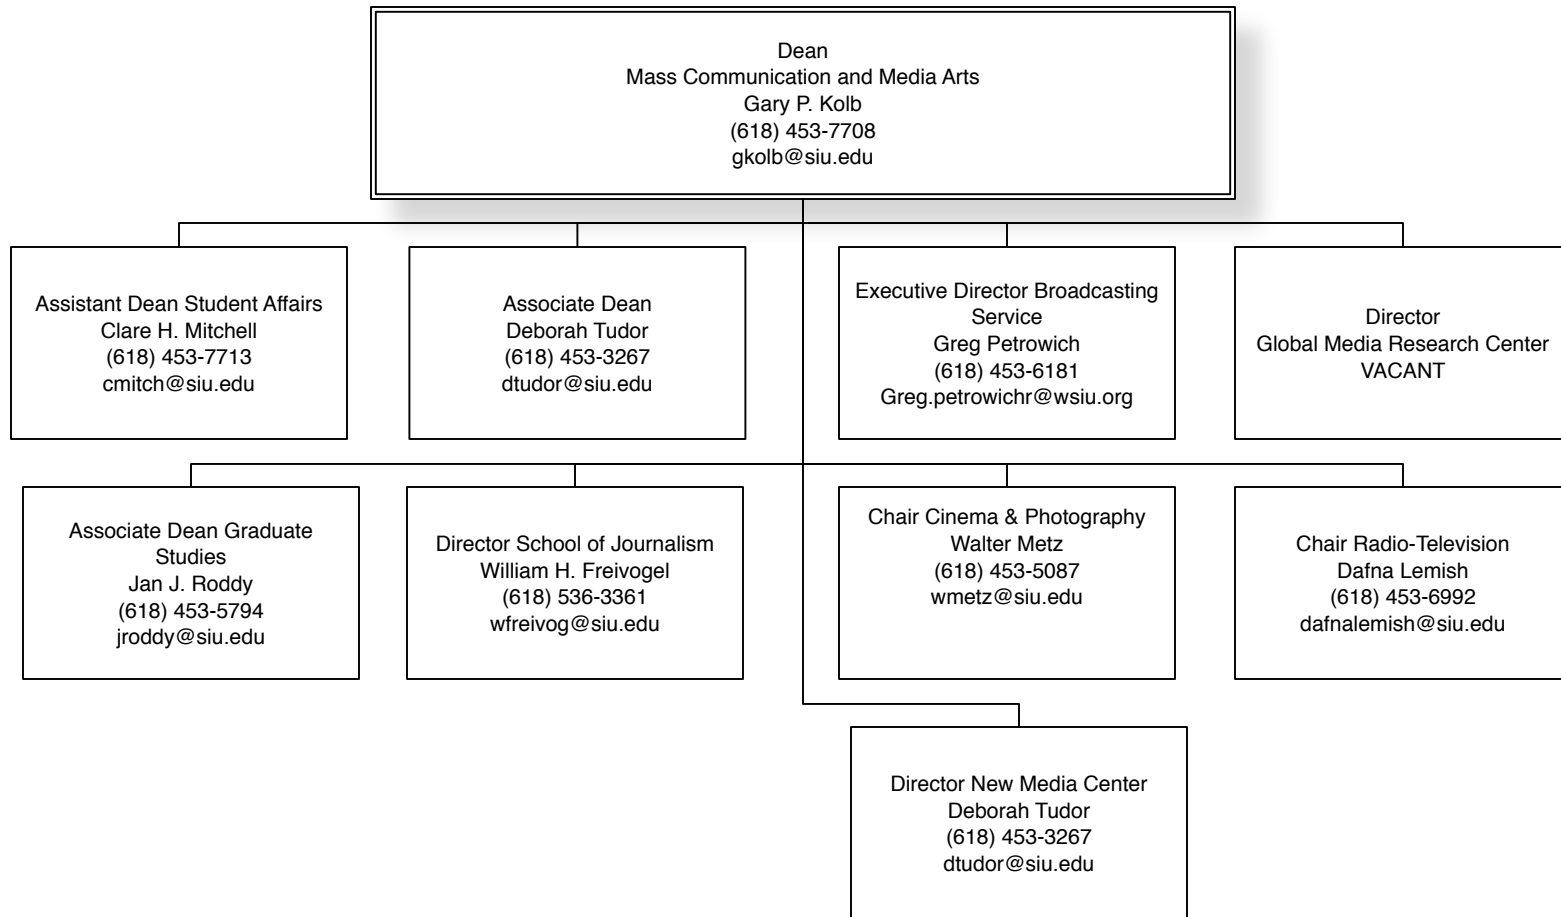 Dean
Mass Communication and Media Arts
Gary P. Kolb
(618) 453-7708
gkolb@siu.edu
Assistant Dean Student Affairs
Clare H. Mitchell
(618) 453-7713
cmitch@siu.edu
Associate Dean
Deborah Tudor
(618) 453-3267
dtudor@siu.edu
Executive Director Broadcasting
Service
Greg Petrowich
(618) 453-6181
Greg.petrowichr@wsiu.org
Director
Global Media Research Center
VACANT
Associate Dean Graduate
Studies
Jan J. Roddy
(618) 453-5794
jroddy@siu.edu
Director School of Journalism
William H. Freivogel
(618) 536-3361
wfreivog@siu.edu
Chair Cinema & Photography
Walter Metz
(618) 453-5087
wmetz@siu.edu
Chair Radio-Television
Dafna Lemish
(618) 453-6992
dafnalemish@siu.edu
Director New Media Center
Deborah Tudor
(618) 453-3267
dtudor@siu.edu